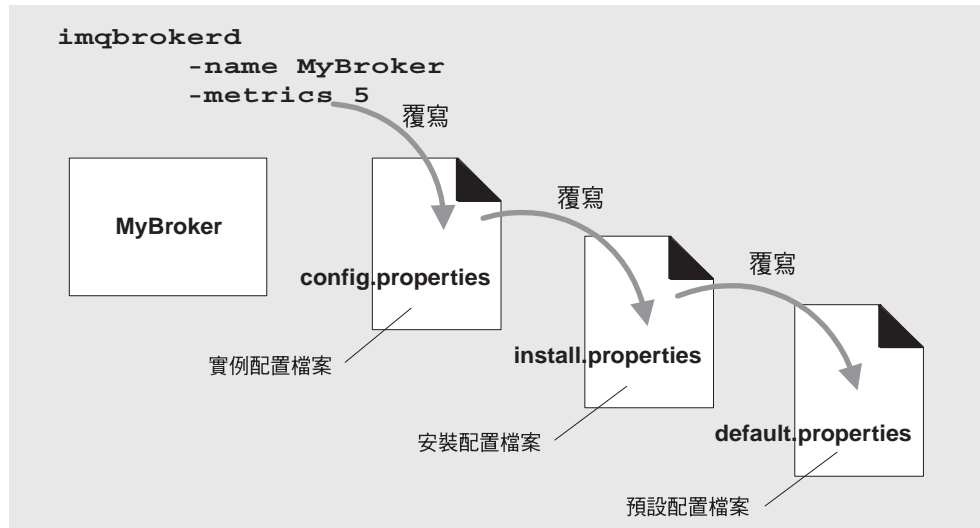 imqbrokerd
-name MyBroker
-metrics 5
覆寫
覆寫
覆寫
MyBroker
config.properties
實例配置檔案
install.properties
安裝配置檔案
default.properties
預設配置檔案